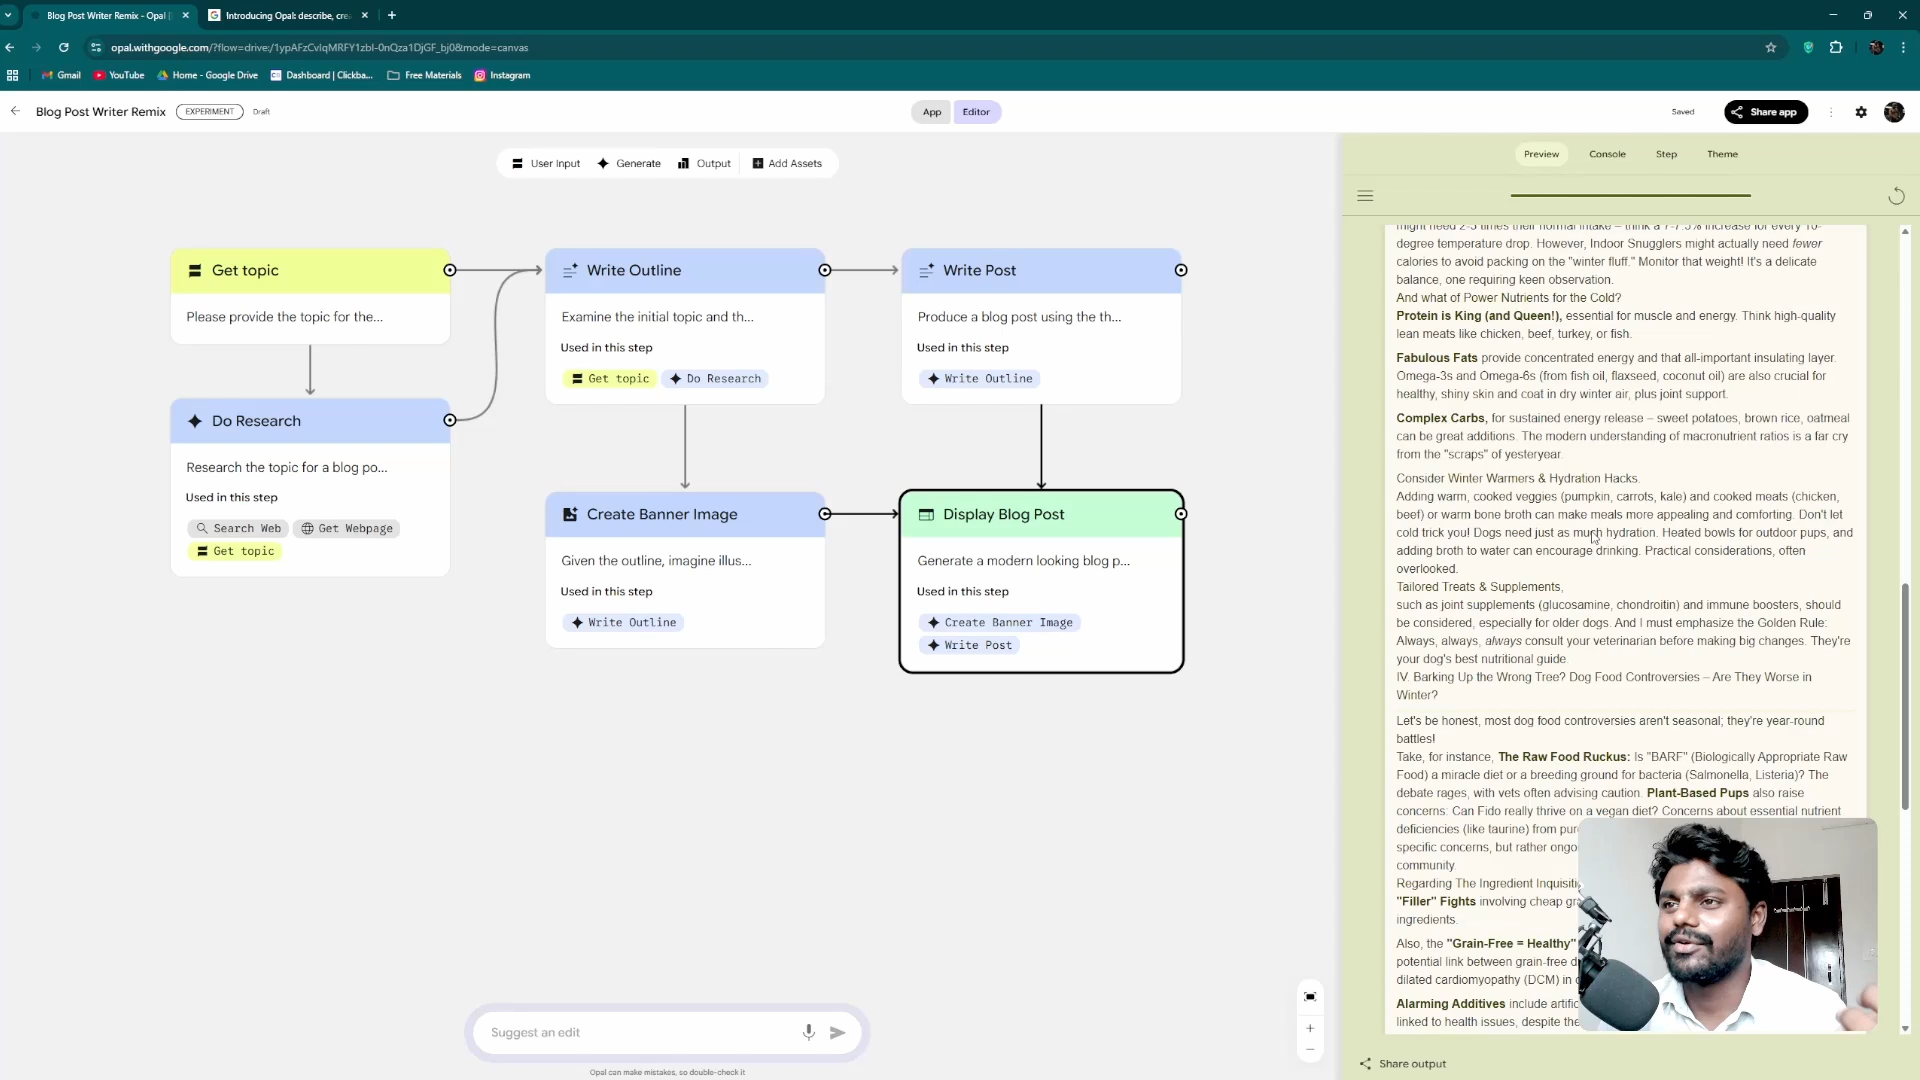 Blog Post Writer Remix - Opal |
Introducing Opal: describe, cre
opal.withgoogle.com/?flow=drive:/1ypAFzCvIqMRFY1zbI-0nQza1DjGF_bj0&mode=canvas
Gmail
YouTube
Home - Google Drive
Dashboard | Clickba...
Free Materials
Instagram
Blog Post Writer Remix
EXPERIMENT
Draft
App
Editor
Saved
Share app
User Input
Generate
Output
Add Assets
Get topic
Please provide the topic for the...
Do Research
Research the topic for a blog po...
Used in this step
Search Web
Get Webpage
Get topic
Write Outline
Examine the initial topic and th...
Used in this step
Get topic
Do Research
Create Banner Image
Given the outline, imagine illus...
Used in this step
Write Outline
Write Post
Produce a blog post using the th...
Used in this step
Write Outline
Display Blog Post
Generate a modern looking blog p...
Used in this step
Create Banner Image
Write Post
Suggest an edit
Opal can make mistakes, so double-check it
Preview
Console
Step
Theme
might need 2-3 times their normal intake – think a 7-7.5% increase for every 10-
degree temperature drop. However, Indoor Snugglers might actually need fewer
calories to avoid packing on the "winter fluff." Monitor that weight! It's a delicate
balance, one requiring keen observation.
And what of Power Nutrients for the Cold?
Protein is King (and Queen!), essential for muscle and energy. Think high-quality
lean meats like chicken, beef, turkey, or fish.
Fabulous Fats provide concentrated energy and that all-important insulating layer.
Omega-3s and Omega-6s (from fish oil, flaxseed, coconut oil) are also crucial for
healthy, shiny skin and coat in dry winter air, plus joint support.
Complex Carbs, for sustained energy release – sweet potatoes, brown rice, oatmeal
can be great additions. The modern understanding of macronutrient ratios is a far cry
from the "scraps" of yesteryear.
Consider Winter Warmers & Hydration Hacks.
Adding warm, cooked veggies (pumpkin, carrots, kale) and cooked meats (chicken,
beef) or warm bone broth can make meals more appealing and comforting. Don't let
cold trick you! Dogs need just as much hydration. Heated bowls for outdoor pups, and
adding broth to water can encourage drinking. Practical considerations, often
overlooked.
Tailored Treats & Supplements,
such as joint supplements (glucosamine, chondroitin) and immune boosters, should
be considered, especially for older dogs. And I must emphasize the Golden Rule:
Always, always, always consult your veterinarian before making big changes. They're
your dog's best nutritional guide.
IV. Barking Up the Wrong Tree? Dog Food Controversies – Are They Worse in
Winter?
Let's be honest, most dog food controversies aren't seasonal; they're year-round
battles!
Take, for instance, The Raw Food Ruckus: Is "BARF" (Biologically Appropriate Raw
Food) a miracle diet or a breeding ground for bacteria (Salmonella, Listeria)? The
debate rages, with vets often advising caution. Plant-Based Pups also raise
concerns: Can Fido really thrive on a vegan diet? Concerns about essential nutrient
deficiencies (like taurine) from pur
specific concerns, but rather ongo
community.
Regarding The Ingredient Inquisiti
"Filler" Fights involving cheap gr
ingredients.
Also, the "Grain-Free = Healthy"
potential link between grain-free d
dilated cardiomyopathy (DCM) in
Alarming Additives include artific
linked to health issues, despite the
Share output